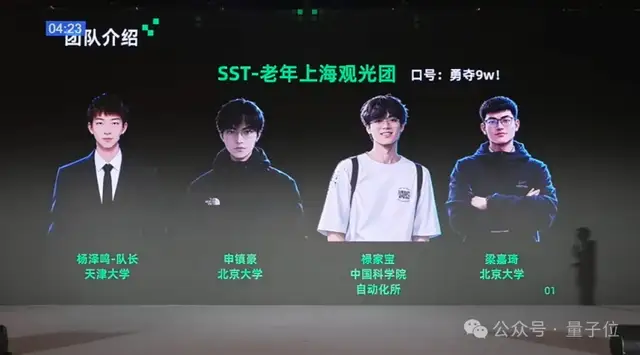 04:23
团队介绍
SST-老年上海观光团 口号：勇夺9w！
杨泽鸣-队长
天津大学
申镇豪
北京大学
禄家宝
中国科学院
自动化所
梁嘉琦
北京大学
01
公众号·量子位